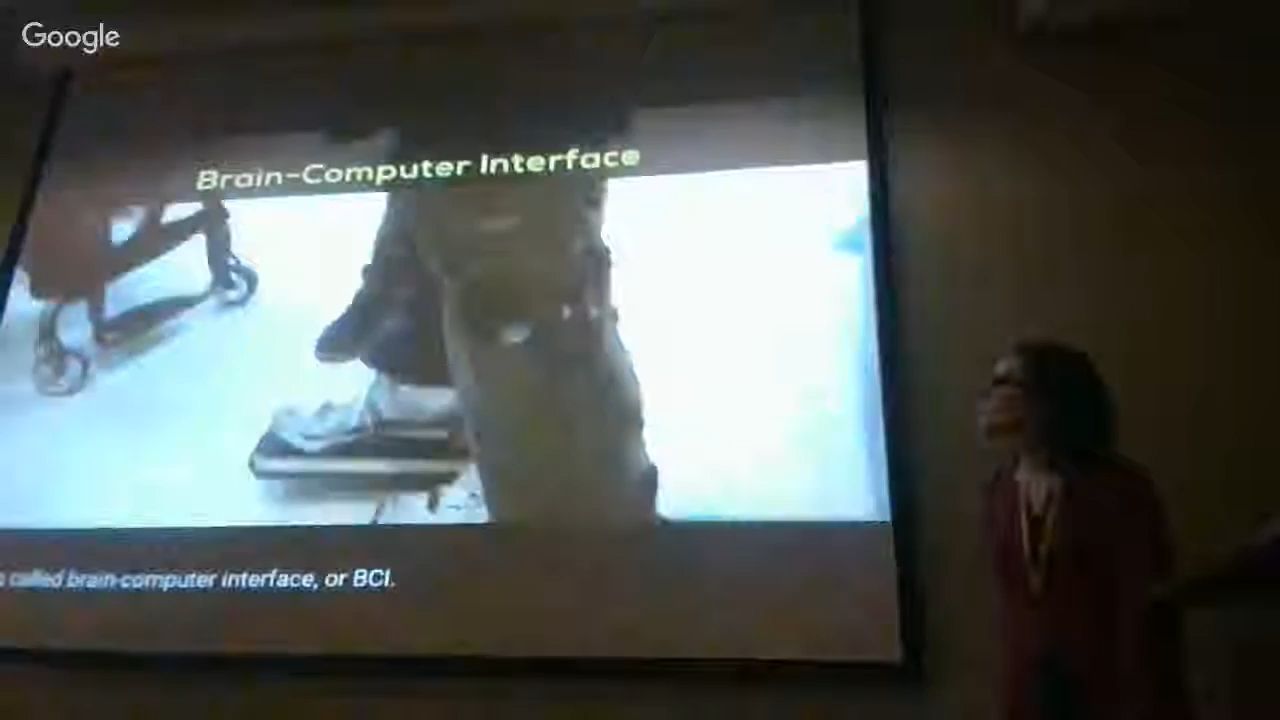 Google
Brain-Computer Interface
called brain-computer interface, or BCI.